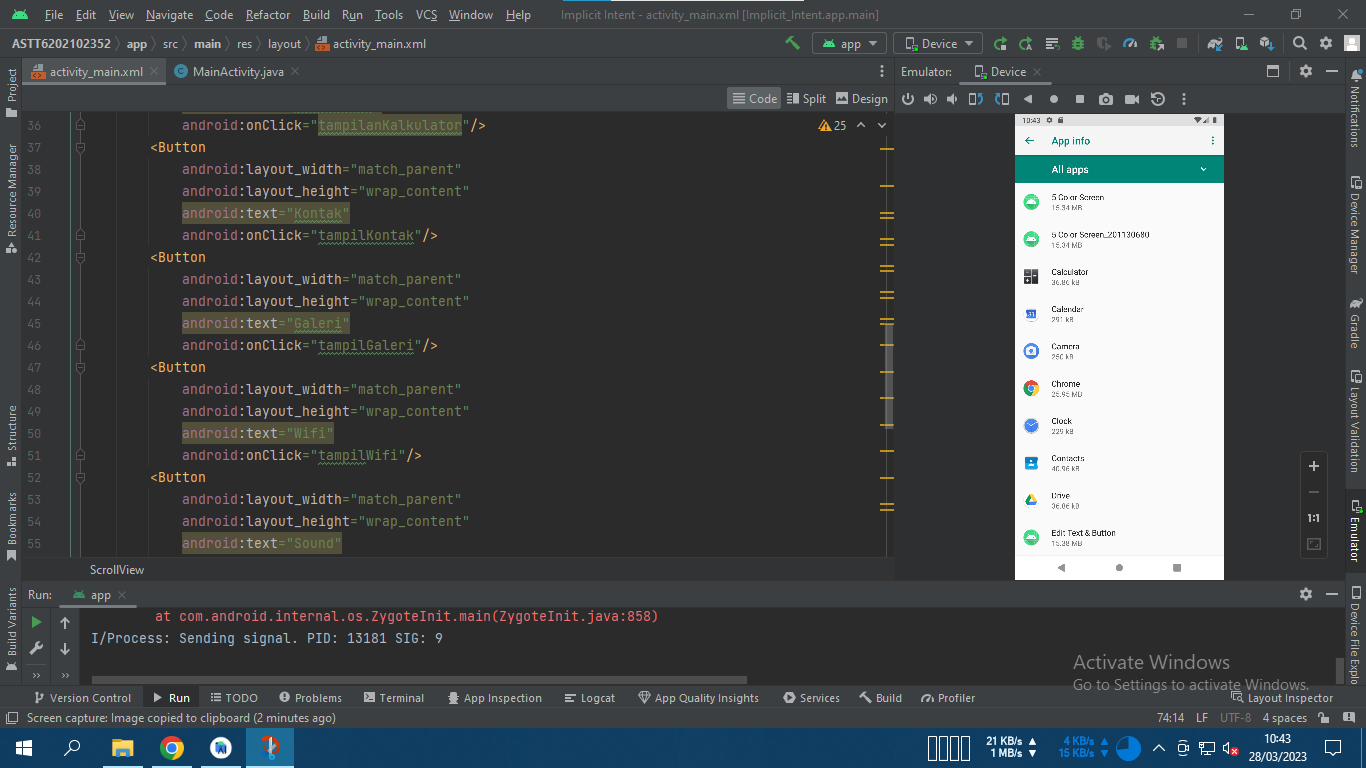 File Edit View Navigate Code Refactor Build Run Tools VCS Window Help Implicit Intent - activity_main.xml [Implicit_Intent.app.main]
ASTT6202102352 app src main res layout activity_main.xml app Device
activity_main.xml MainActivity.java Emulator: Device
Code Split Design
36 android:onClick="tampilanKalkulator"/> 25
37 <Button
38 android:layout_width="match_parent"
39 android:layout_height="wrap_content"
40 android:text="Kontak"
41 android:onClick="tampilKontak"/>
42 <Button
43 android:layout_width="match_parent"
44 android:layout_height="wrap_content"
45 android:text="Galeri"
46 android:onClick="tampilGaleri"/>
47 <Button
48 android:layout_width="match_parent"
49 android:layout_height="wrap_content"
50 android:text="Wifi"
51 android:onClick="tampilWifi"/>
52 <Button
53 android:layout_width="match_parent"
54 android:layout_height="wrap_content"
55 android:text="Sound"
ScrollView
10:43
App info
All apps
5 Color Screen
15.34 MB
5 Color Screen_201130680
15.34 MB
Calculator
36.86 kB
Calendar
291 kB
Camera
250 kB
Chrome
25.95 MB
Clock
229 kB
Contacts
40.96 kB
Drive
36.86 kB
Edit Text & Button
15.38 MB
1:1
Project
Resource Manager
Structure
Bookmarks
Build Variants
Notifications
Device Manager
Gradle
Layout Validation
Emulator
Device File Explo
Run: app
at com.android.internal.os.ZygoteInit.main(ZygoteInit.java:858)
I/Process: Sending signal. PID: 13181 SIG: 9
Activate Windows
Go to Settings to activate Windows.
Version Control Run TODO Problems Terminal App Inspection Logcat App Quality Insights Services Build Profiler Layout Inspector
Screen capture: Image copied to clipboard (2 minutes ago) 74:14 LF UTF-8 4 spaces
21 KB/s 4 KB/s 10:43
1 MB/s 15 KB/s 28/03/2023